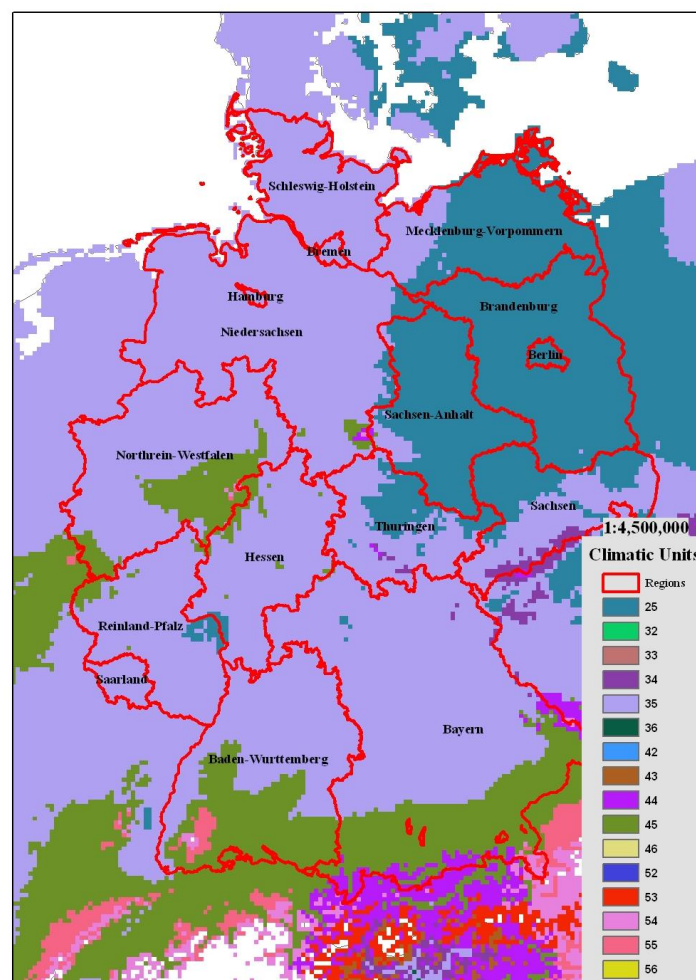 Schleswig-Holstein
Mecklenburg-Vorpommern
Bremen
Hamburg
Brandenburg
Niedersachsen
Berlin
Sachsen-Anhalt
Northrein-Westfalen
Sachsen
Thuringen
Hessen
Reinland-Pfalz
Saarland
Bayern
Baden-Wurttemberg
1:4,500,000
Climatic Units
Regions
25
32
33
34
35
36
42
43
44
45
46
52
53
54
55
56